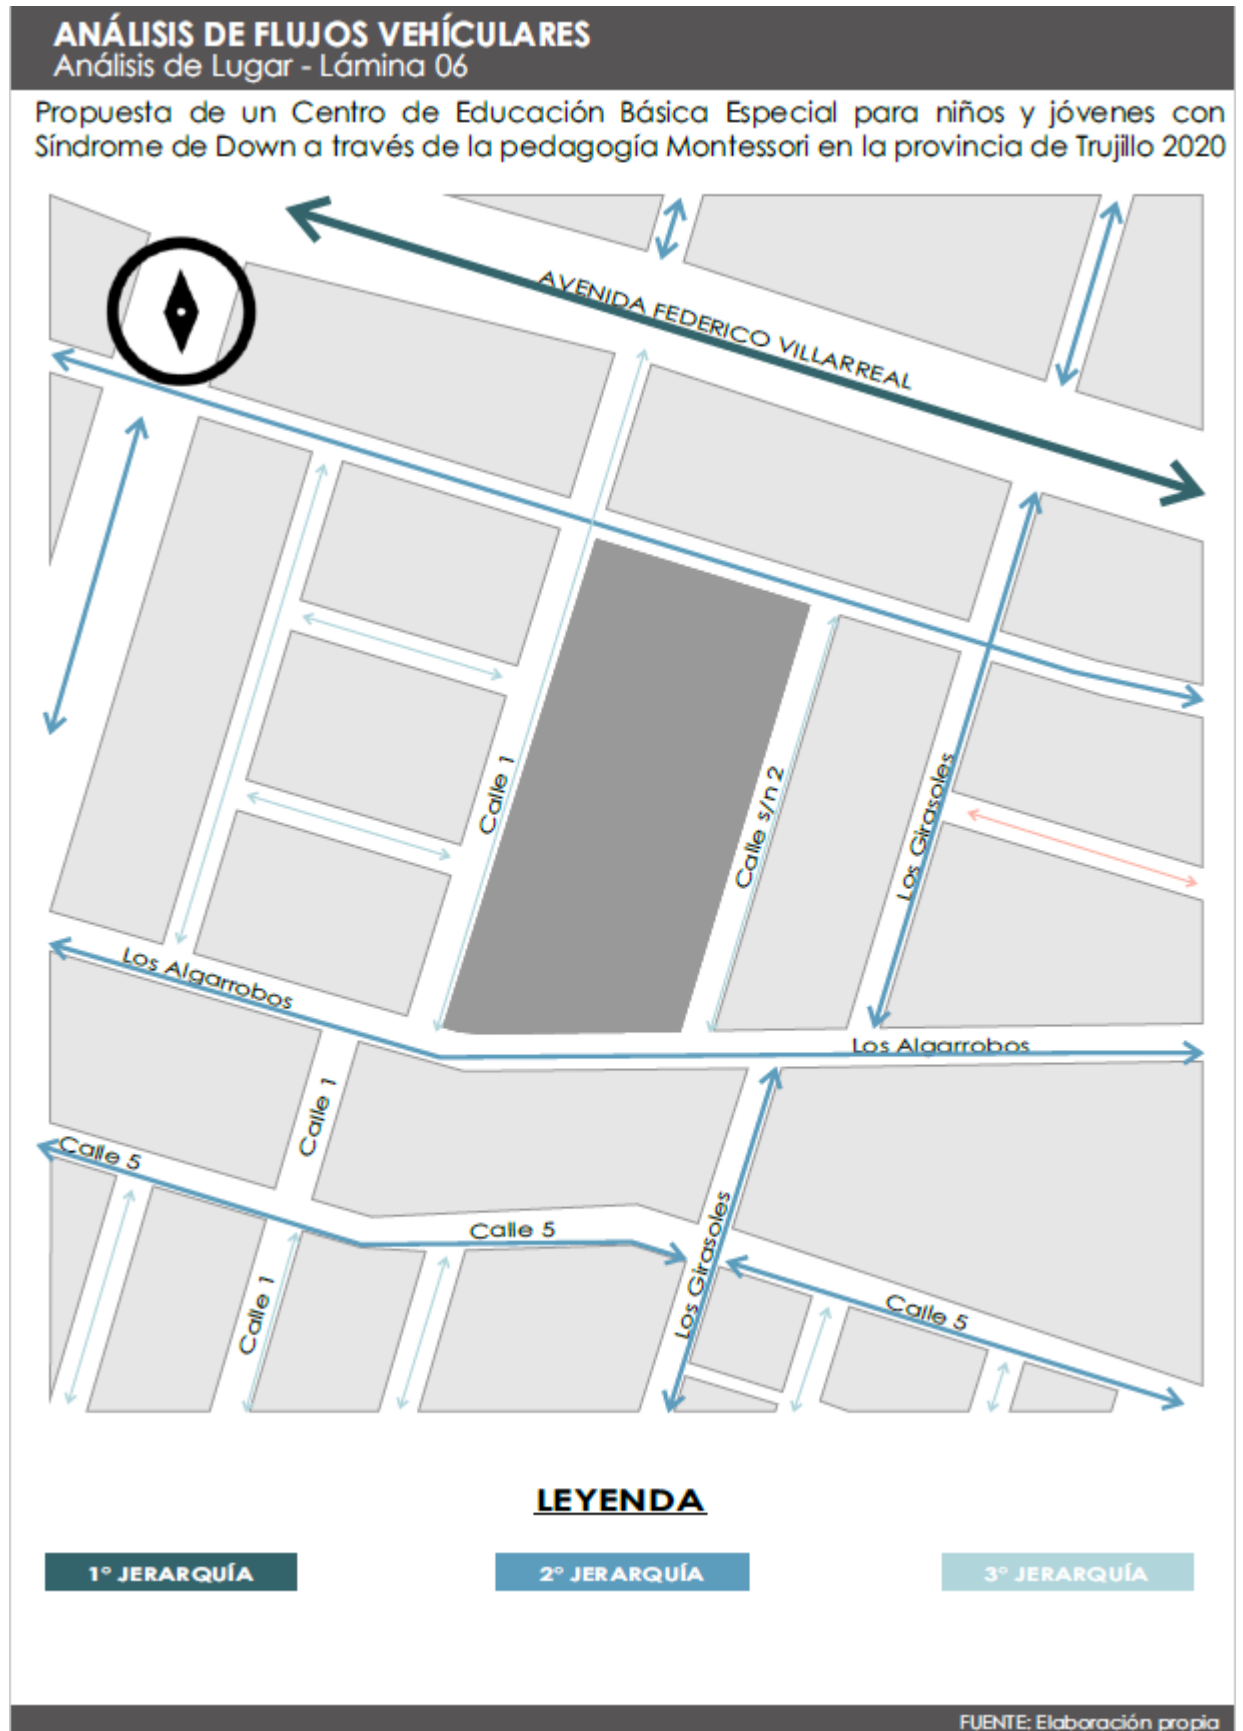 ANÁLISIS DE FLUJOS VEHÍCULARES
Análisis de Lugar - Lámina 06
Propuesta de un Centro de Educación Básica Especial para niños y jóvenes con
Síndrome de Down a través de la pedagogía Montessori en la provincia de Trujillo 2020
AVENIDA FEDERICO VILLARREAL
Calle 1
Calle s/n 2
Los Girasoles
Los Algarrobos
Los Algarrobos
Calle 1
Calle 5
Calle 5
Los Girasoles
Calle 1
Calle 5
LEYENDA
1° JERARQUÍA
2° JERARQUÍA
3° JERARQUÍA
FUENTE: Elaboración propia